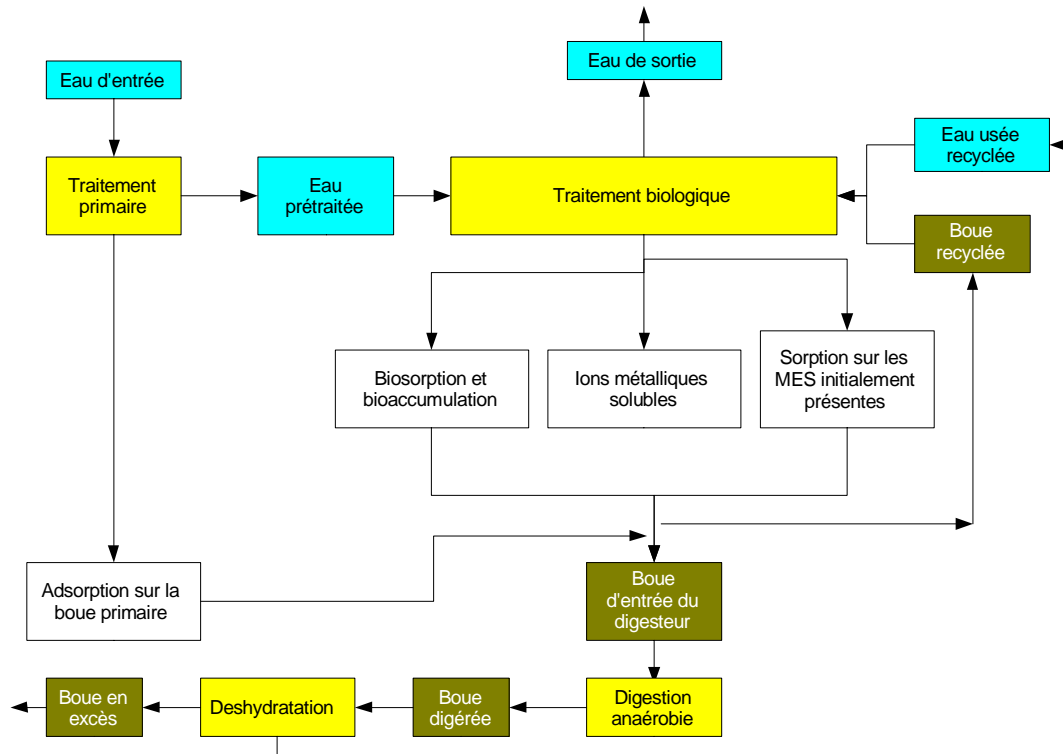 Eau de sortie
Eau d'entrée
Eau usée
recyclée
Traitement
primaire
Eau
prétraitée
Traitement biologique
Boue
recyclée
Biosorption et
bioaccumulation
Ions métalliques
solubles
Sorption sur les
MES initialement
présentes
Adsorption sur la
boue primaire
Boue
d'entrée du
digesteur
Boue en
excès
Deshydratation
Boue
digérée
Digestion
anaérobie